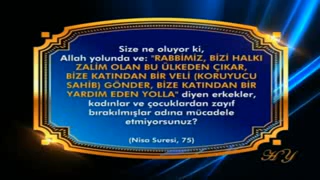 Size ne oluyor ki,
Allah yolunda ve: "RABBİMİZ, BİZİ HALKI
ZALİM OLAN BU ÜLKEDEN ÇIKAR,
BİZE KATINDAN BİR VELİ (KORUYUCU
SAHİB) GÖNDER, BİZE KATINDAN BİR
YARDIM EDEN YOLLA" diyen erkekler,
kadınlar ve çocuklardan zayıf
bırakılmışlar adına mücadele
etmiyorsunuz?
(Nisa Suresi, 75)
HY